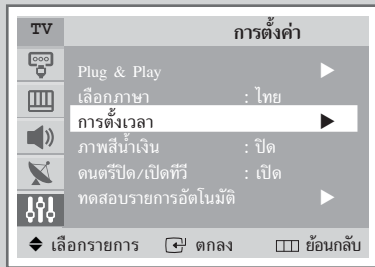 TV การตั้งค่า
Plug & Play
เลือกภาษา : ไทย
การตั้งเวลา
ภาพสีน้ำเงิน : ปิด
ดนตรีปิด/เปิดทีวี : เปิด
ทดสอบรายการอัตโนมัติ
เลือกรายการ ตกลง ย้อนกลับ